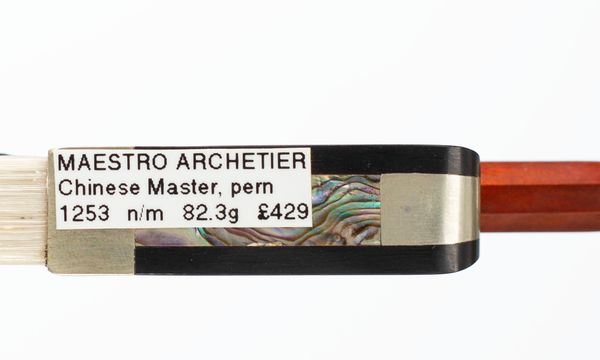 MAESTRO ARCHETIER
Chinese Master, pern
1253 n/m 82.3g £429